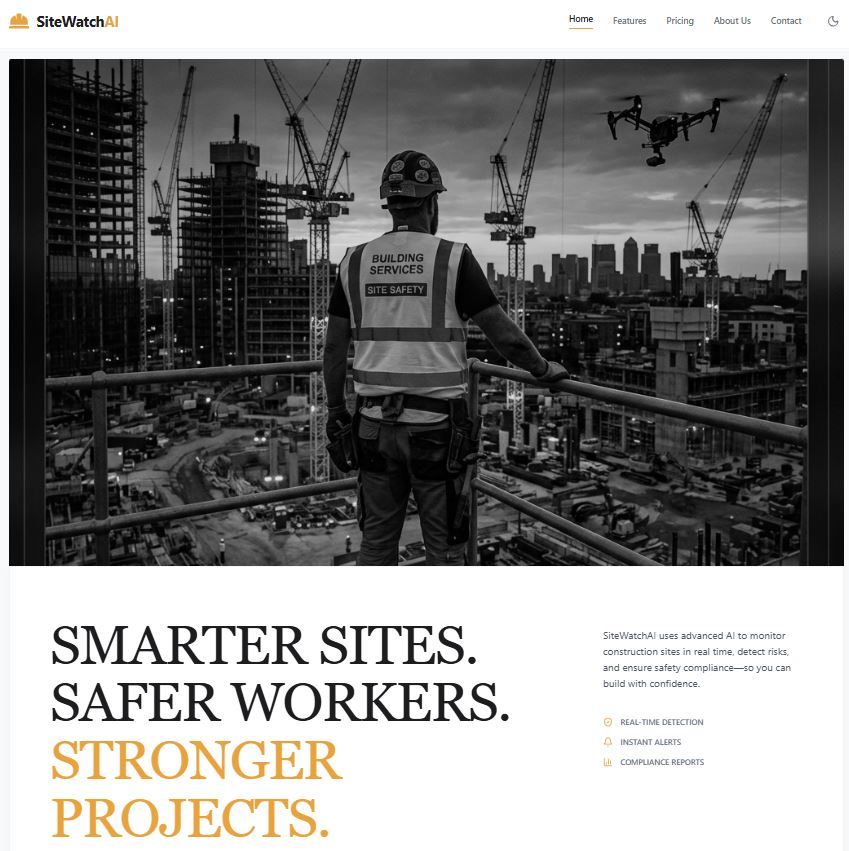 SiteWatchAI
Home Features Pricing About Us Contact
BUILDING
SERVICES
SITE SAFETY
SMARTER SITES.
SAFER WORKERS.
STRONGER
PROJECTS.
SiteWatchAI uses advanced AI to monitor
construction sites in real time, detect risks,
and ensure safety compliance—so you can
build with confidence.
REAL-TIME DETECTION
INSTANT ALERTS
COMPLIANCE REPORTS